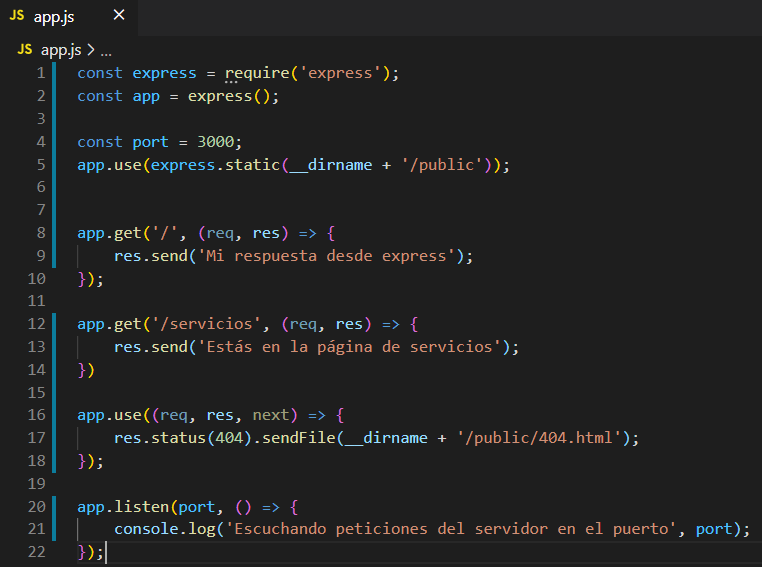 JS app.js ×
JS app.js > ...
1 const express = require('express');
2 const app = express();
3
4 const port = 3000;
5 app.use(express.static(__dirname + '/public'));
6
7
8 app.get('/', (req, res) => {
9 res.send('Mi respuesta desde express');
10 });
11
12 app.get('/servicios', (req, res) => {
13 res.send('Estás en la página de servicios');
14 })
15
16 app.use((req, res, next) => {
17 res.status(404).sendFile(__dirname + '/public/404.html');
18 });
19
20 app.listen(port, () => {
21 console.log('Escuchando peticiones del servidor en el puerto', port);
22 });